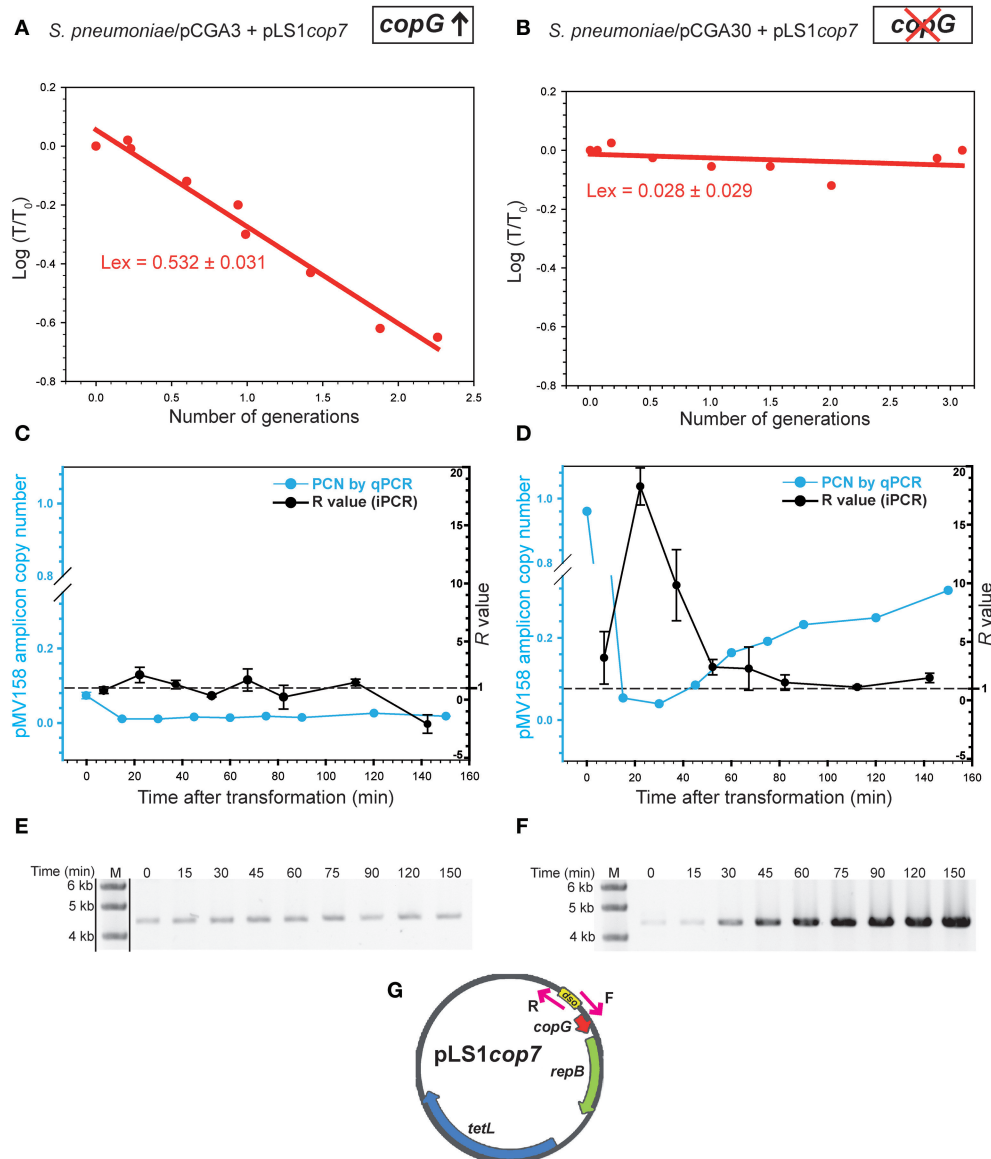 A S. pneumoniae/pCGA3 + pLS1cop7 copG ↑
B S. pneumoniae/pCGA30 + pLS1cop7 copG
0.2
0.0
-0.2
-0.4
-0.6
-0.8
Log (T/T0)
Lex = 0.532 ± 0.031
0.0 0.5 1.0 1.5 2.0 2.5
Number of generations
0.2
0.0
-0.2
-0.4
-0.6
-0.8
Log (T/T0)
Lex = 0.028 ± 0.029
0.0 0.5 1.0 1.5 2.0 2.5 3.0
Number of generations
C
pMV158 amplicon copy number
1.0
0.8
0.2
0.0
PCN by qPCR
R value (iPCR)
20
15
10
5
1
0
-5
R value
0 20 40 60 80 100 120 140 160
Time after transformation (min)
D
pMV158 amplicon copy number
1.0
0.8
0.2
0.0
PCN by qPCR
R value (iPCR)
20
15
10
5
1
0
-5
R value
0 20 40 60 80 100 120 140 160
Time after transformation (min)
E
Time (min) M 0 15 30 45 60 75 90 120 150
6 kb
5 kb
4 kb
F
Time (min) M 0 15 30 45 60 75 90 120 150
6 kb
5 kb
4 kb
G
R dso F
copG
pLS1cop7
repB
tetL